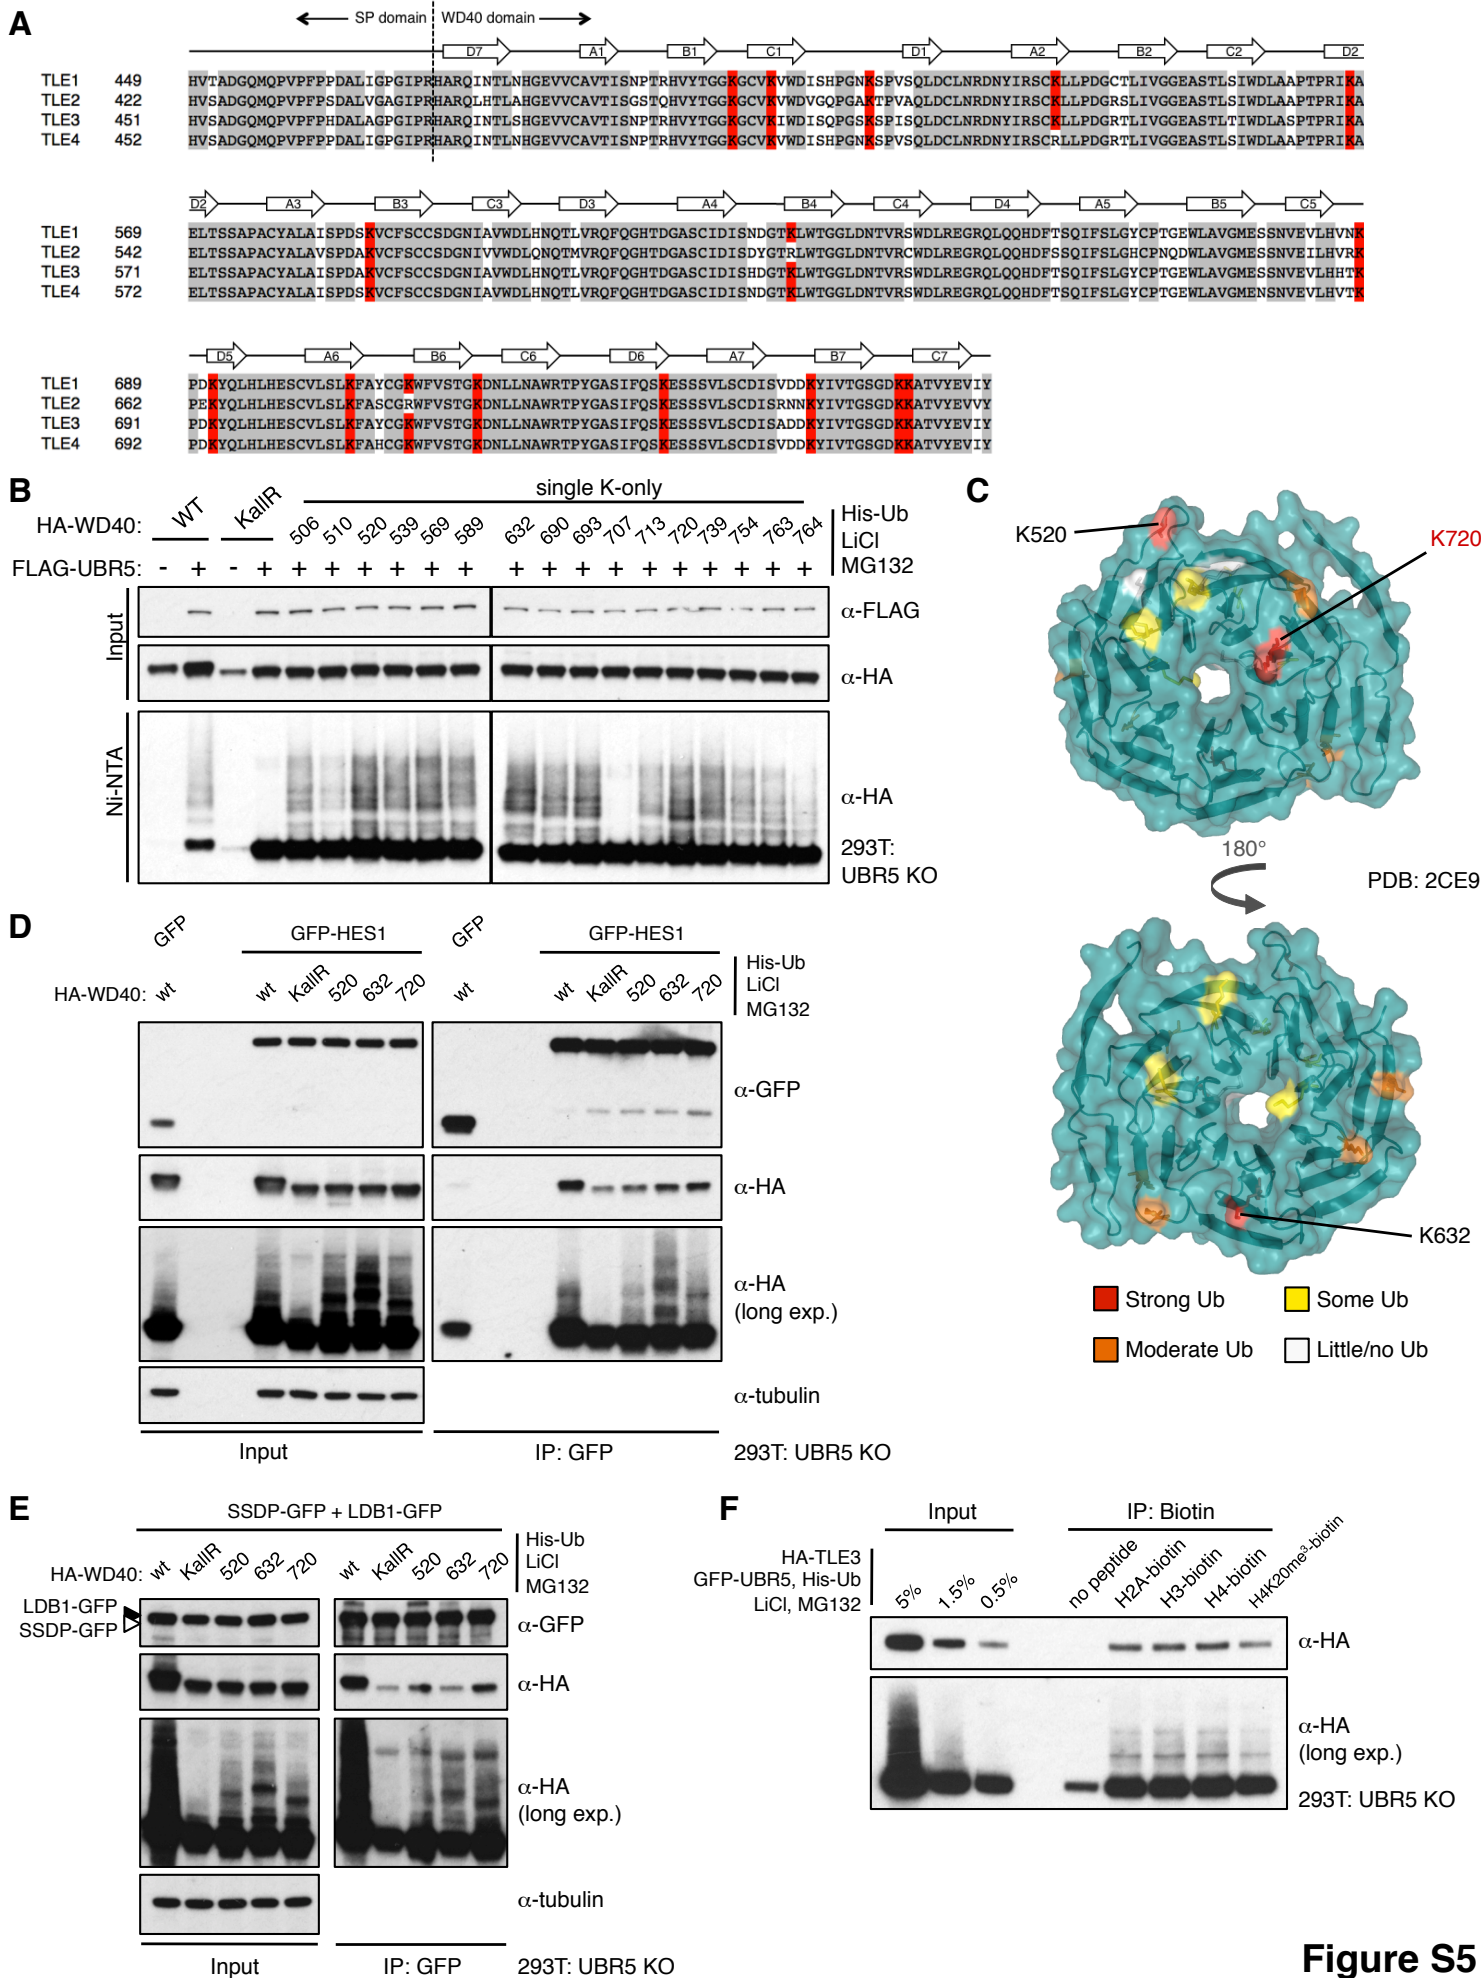 A
SP domain WD40 domain
D7 A1 B1 C1 D1 A2 B2 C2 D2
TLE1 449 HVTADGQMQPVPFPPDALIGPGIPRHARQINTLNHGEVVCAVTISNPTRHVYTGGKGCVKVWDISHPGNKSPVSQLDCLNRDNYIRSCKLLPDGCTLIVGGEASTLSIWDLAAPTPRIKA
TLE2 422 HVSADGQMQPVPFPSDALVGAGIPRHARQLHTLAHGEVVCAVTISGSTQHVYTGGKGCVKVWDVGQPGAKTPVAQLDCLNRDNYIRSCKLLPDGRSLIVGGEASTLSIWDLAAPTPRIKA
TLE3 451 HVSADGQMQPVPFPHDALAGPGIPRHARQINTLSHGEVVCAVTISNPTRHVYTGGKGCVKIWDISQPGSKSPISQLDCLNRDNYIRSCKLLPDGRTLIVGGEASTLTIWDLASPTPRIKA
TLE4 452 HVSADGQMQPVPFPPDALIGPGIPRHARQINTLNHGEVVCAVTISNPTRHVYTGGKGCVKVWDISHPGNKSPVSQLDCLNRDNYIRSCRLLPDGRTLIVGGEASTLSIWDLAAPTPRIKA
D2 A3 B3 C3 D3 A4 B4 C4 D4 A5 B5 C5
TLE1 569 ELTSSAPACYALAISPDSKVCFSCCSDGNIAVWDLHNQTLVRQFQGHTDGASCIDISNDGTKLWTGGLDNTVRSWDLREGRQLQQHDFTSQIFSLGYCPTGEWLAVGMESSNVEVLHVNK
TLE2 542 ELTSSAPACYALAVSPDAKVCFSCCSDGNIVVWDLQNQTMVRQFQGHTDGASCIDISDYGTRLWTGGLDNTVRCWDLREGRQLQQHDFSSQIFSLGHCPNQDWLAVGMESSNVEILHVRK
TLE3 571 ELTSSAPACYALAISPDAKVCFSCCSDGNIAVWDLHNQTLVRQFQGHTDGASCIDISHDGTKLWTGGLDNTVRSWDLREGRQLQQHDFTSQIFSLGYCPTGEWLAVGMESSNVEVLHHTK
TLE4 572 ELTSSAPACYALAISPDSKVCFSCCSDGNIAVWDLHNQTLVRQFQGHTDGASCIDISNDGTKLWTGGLDNTVRSWDLREGRQLQQHDFTSQIFSLGYCPTGEWLAVGMENSNVEVLHVTK
D5 A6 B6 C6 D6 A7 B7 C7
TLE1 689 PDKYQLHLHESCVLSLKFAYCGKWFVSTGKDNLLNAWRTPYGASIFQSKESSSVLSCDISVDDKYIVTGSGDKKATVYEVIY
TLE2 662 PEKYQLHLHESCVLSLKFASCGRWFVSTGKDNLLNAWRTPYGASIFQSKESSSVLSCDISRNNKYIVTGSGDKKATVYEVVY
TLE3 691 PDKYQLHLHESCVLSLKFAYCGKWFVSTGKDNLLNAWRTPYGASIFQSKESSSVLSCDISADDKYIVTGSGDKKATVYEVIY
TLE4 692 PDKYQLHLHESCVLSLKFAHCGKWFVSTGKDNLLNAWRTPYGASIFQSKESSSVLSCDISVDDKYIVTGSGDKKATVYEVIY
B
single K-only
HA-WD40: WT KallR 506 510 520 539 569 589 632 690 693 707 713 720 739 754 763 764
FLAG-UBR5: - + - + + + + + + + + + + + + + + + + +
His-Ub
LiCl
MG132
Input
α-FLAG
α-HA
Ni-NTA
α-HA
293T:
UBR5 KO
C
K520
K720
180°
PDB: 2CE9
K632
Strong Ub
Some Ub
Moderate Ub
Little/no Ub
D
GFP GFP-HES1 GFP GFP-HES1
HA-WD40: wt wt KallR 520 632 720 wt wt KallR 520 632 720
His-Ub
LiCl
MG132
α-GFP
α-HA
α-HA
(long exp.)
α-tubulin
Input IP: GFP 293T: UBR5 KO
E
SSDP-GFP + LDB1-GFP
HA-WD40: wt KallR 520 632 720 wt KallR 520 632 720
His-Ub
LiCl
MG132
LDB1-GFP
SSDP-GFP
α-GFP
α-HA
α-HA
(long exp.)
α-tubulin
Input IP: GFP 293T: UBR5 KO
F
Input IP: Biotin
HA-TLE3
GFP-UBR5, His-Ub
LiCl, MG132
5% 1.5% 0.5% no peptide H2A-biotin H3-biotin H4-biotin H4K20me³-biotin
α-HA
α-HA
(long exp.)
293T: UBR5 KO
Figure S5